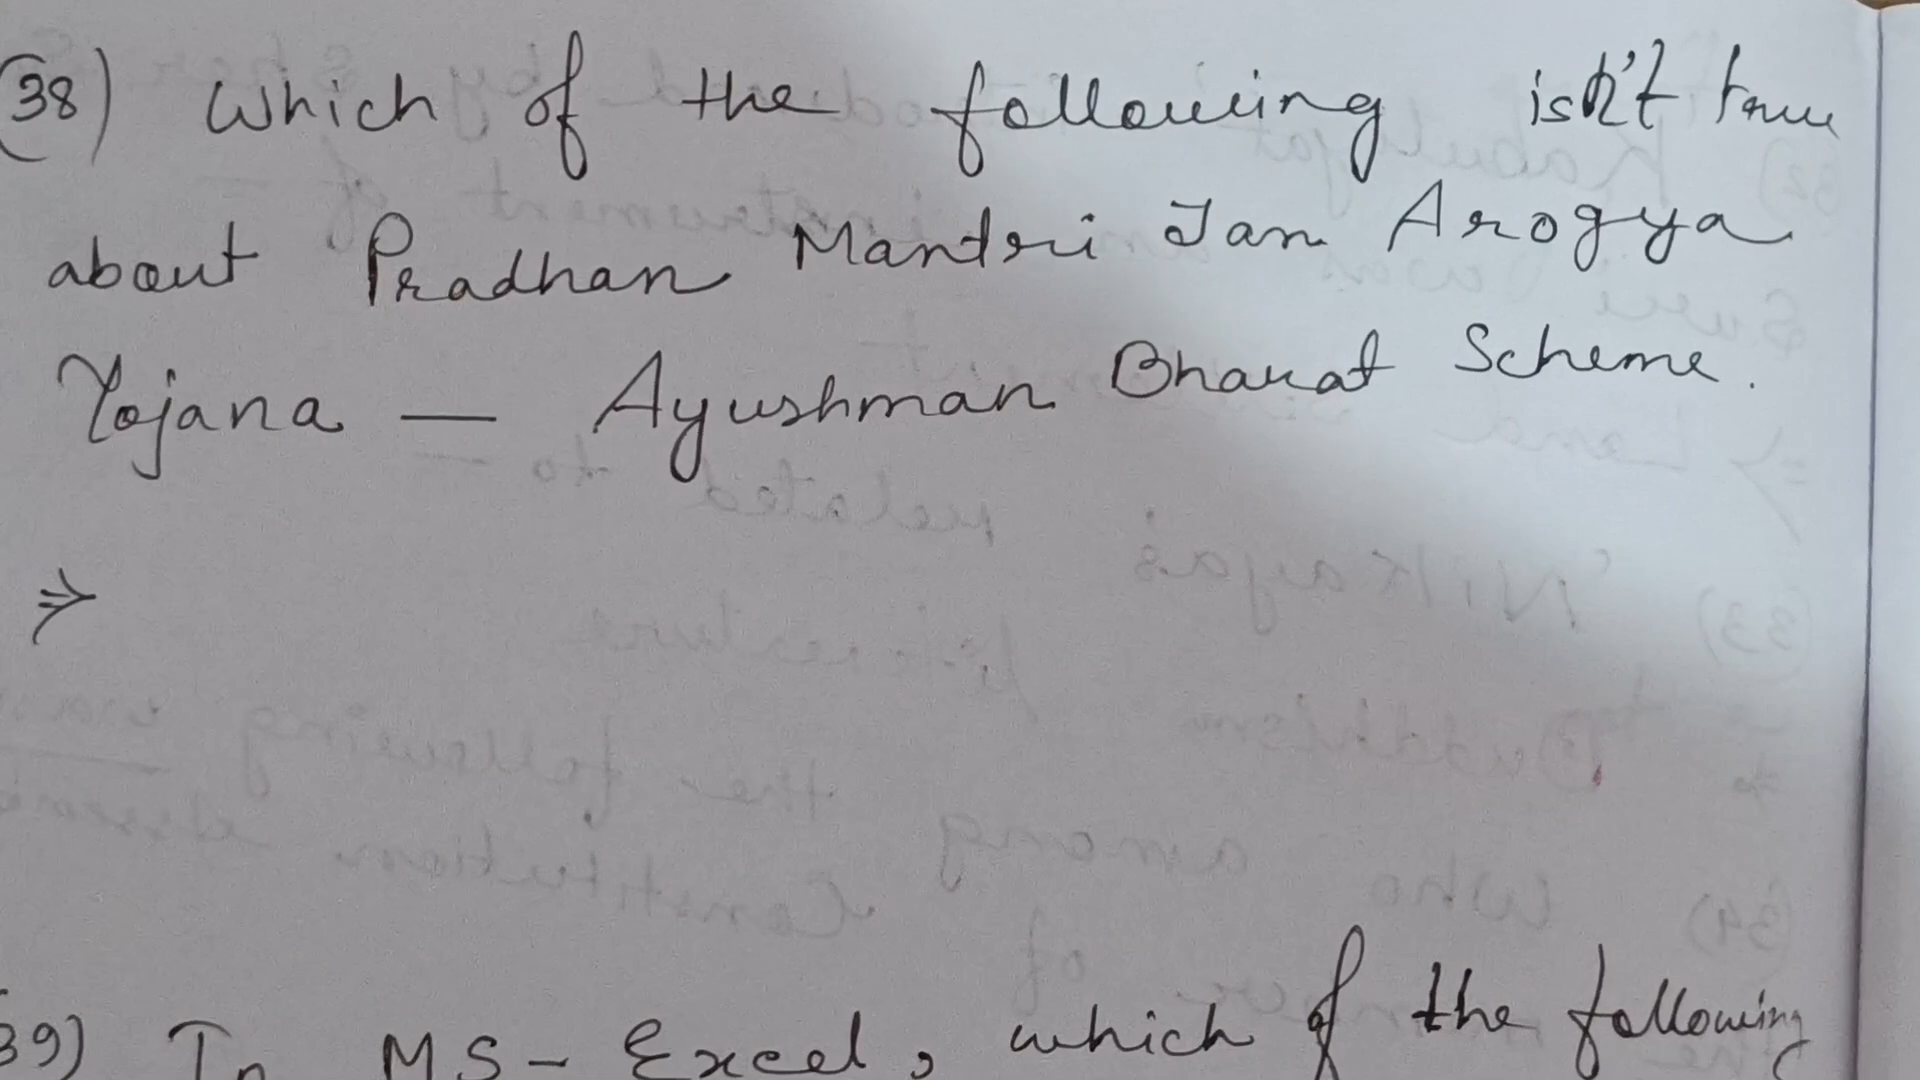 (38) Which of the following isn't true
about Pradhan Mantri Jan Arogya
Yojana — Ayushman Bharat Scheme.
⇒
39) In MS-Excel, which of the following